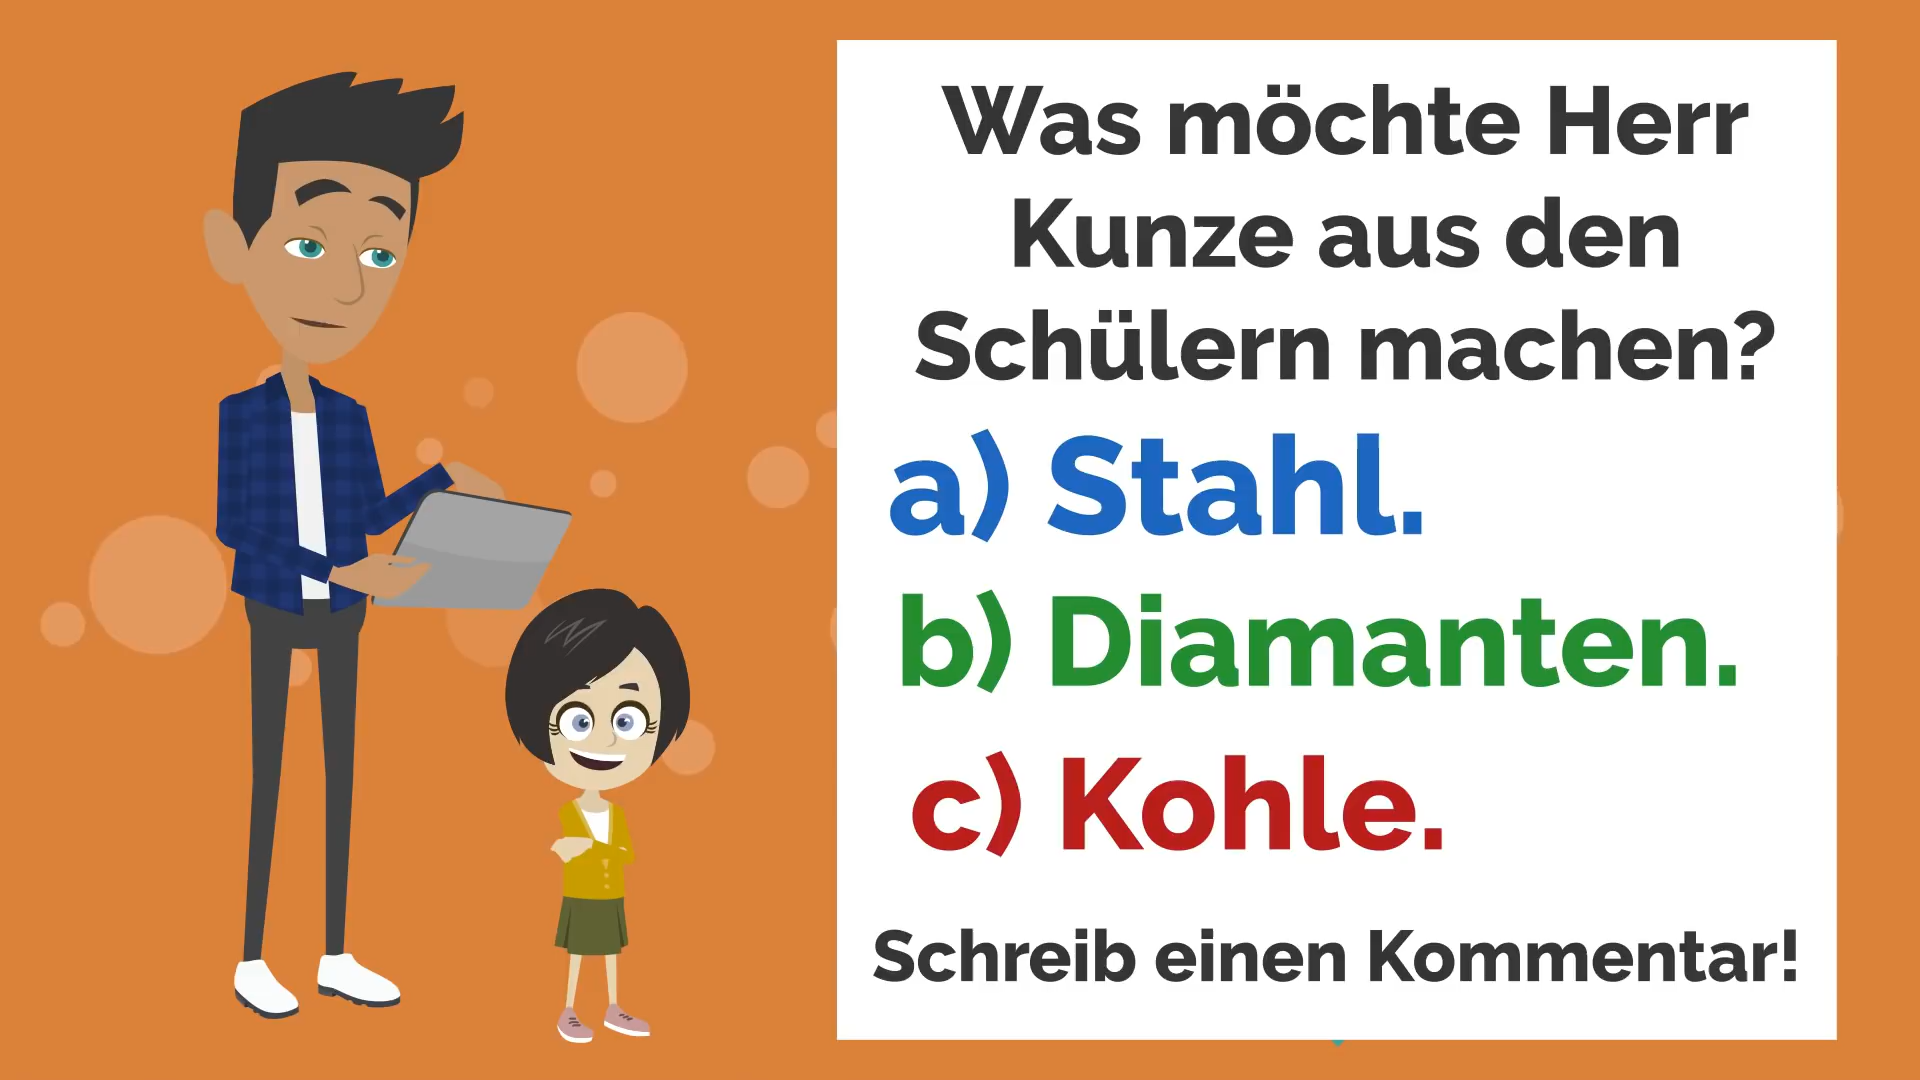 Was möchte Herr
Kunze aus den
Schülern machen?
a) Stahl.
b) Diamanten.
c) Kohle.
Schreib einen Kommentar!